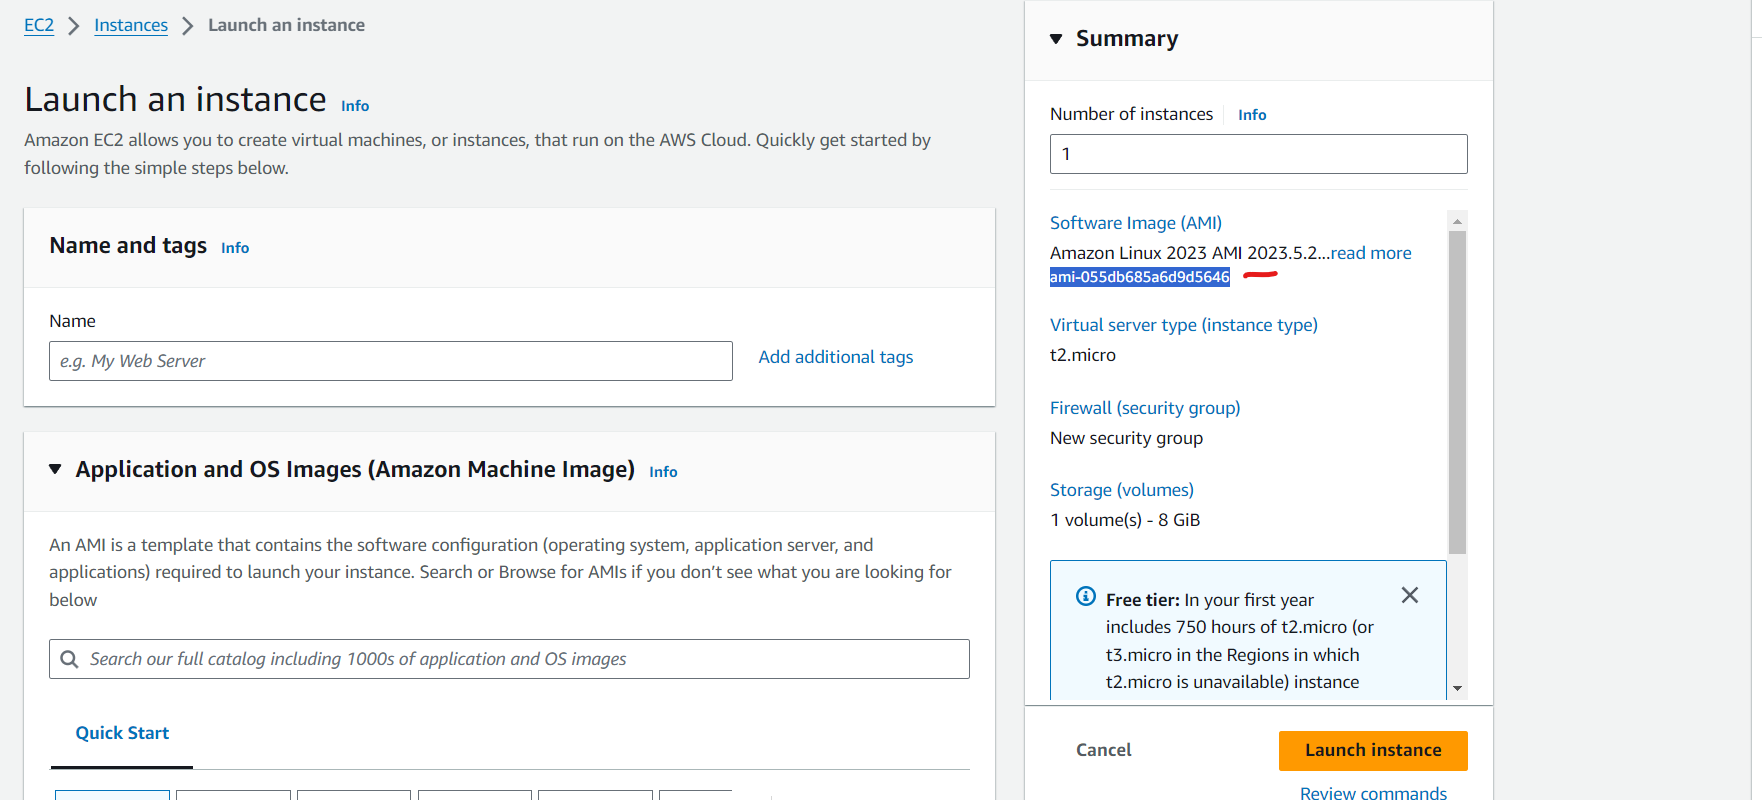 EC2 > Instances > Launch an instance
Launch an instance Info
Amazon EC2 allows you to create virtual machines, or instances, that run on the AWS Cloud. Quickly get started by
following the simple steps below.
Name and tags Info
Name
e.g. My Web Server
Add additional tags
Application and OS Images (Amazon Machine Image) Info
An AMI is a template that contains the software configuration (operating system, application server, and
applications) required to launch your instance. Search or Browse for AMIs if you don’t see what you are looking for
below
Search our full catalog including 1000s of application and OS images
Quick Start
Summary
Number of instances Info
1
Software Image (AMI)
Amazon Linux 2023 AMI 2023.5.2...read more
ami-055db685a6d9d5646
Virtual server type (instance type)
t2.micro
Firewall (security group)
New security group
Storage (volumes)
1 volume(s) - 8 GiB
Free tier: In your first year
includes 750 hours of t2.micro (or
t3.micro in the Regions in which
t2.micro is unavailable) instance
Cancel
Launch instance
Review commands